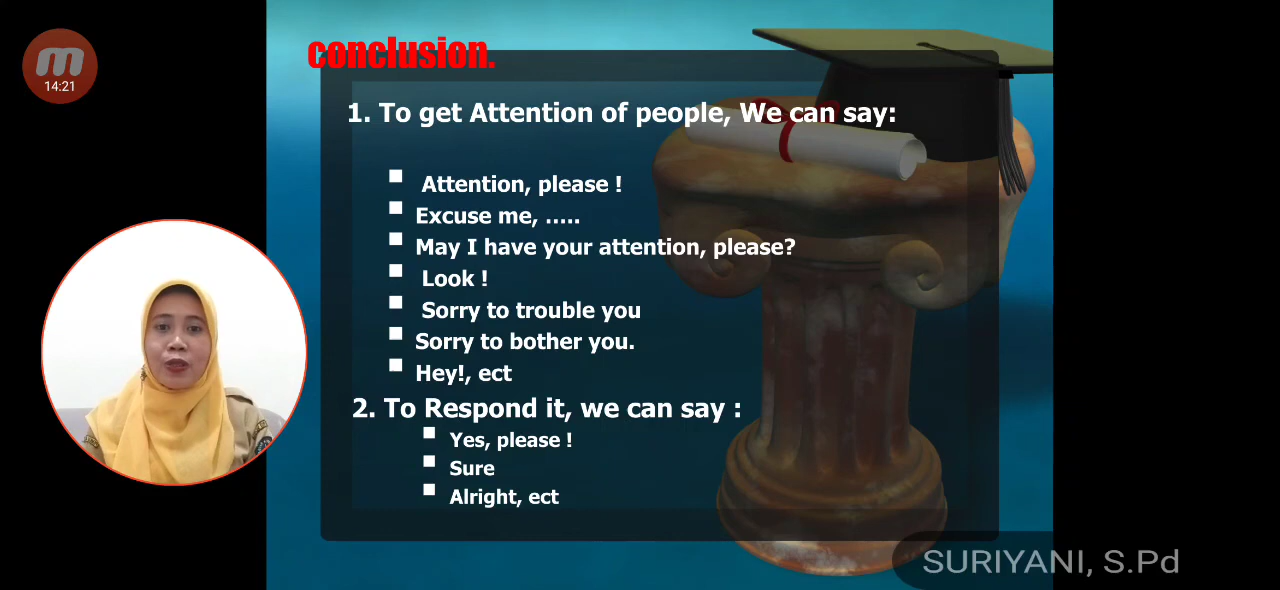 m
14:21
conclusion.
1. To get Attention of people, We can say:
Attention, please !
Excuse me, .....
May I have your attention, please?
Look !
Sorry to trouble you
Sorry to bother you.
Hey!, ect
2. To Respond it, we can say :
Yes, please !
Sure
Alright, ect
SURIYANI, S.Pd